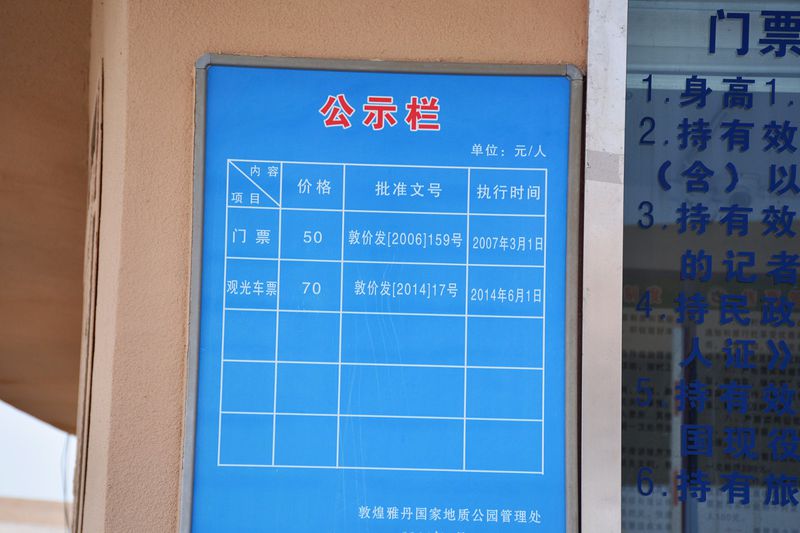 公示栏
单位：元/人
内容
项目
价格
批准文号
执行时间
门票
50
敦价发[2006]159号
2007年3月1日
观光车票
70
敦价发[2014]17号
2014年6月1日
敦煌雅丹国家地质公园管理处
门票
1.身高1.
2.持有效
（含）以
3.持有效
的记者
4.持民政
人证》
5.持有效
国现役
6.持有旅